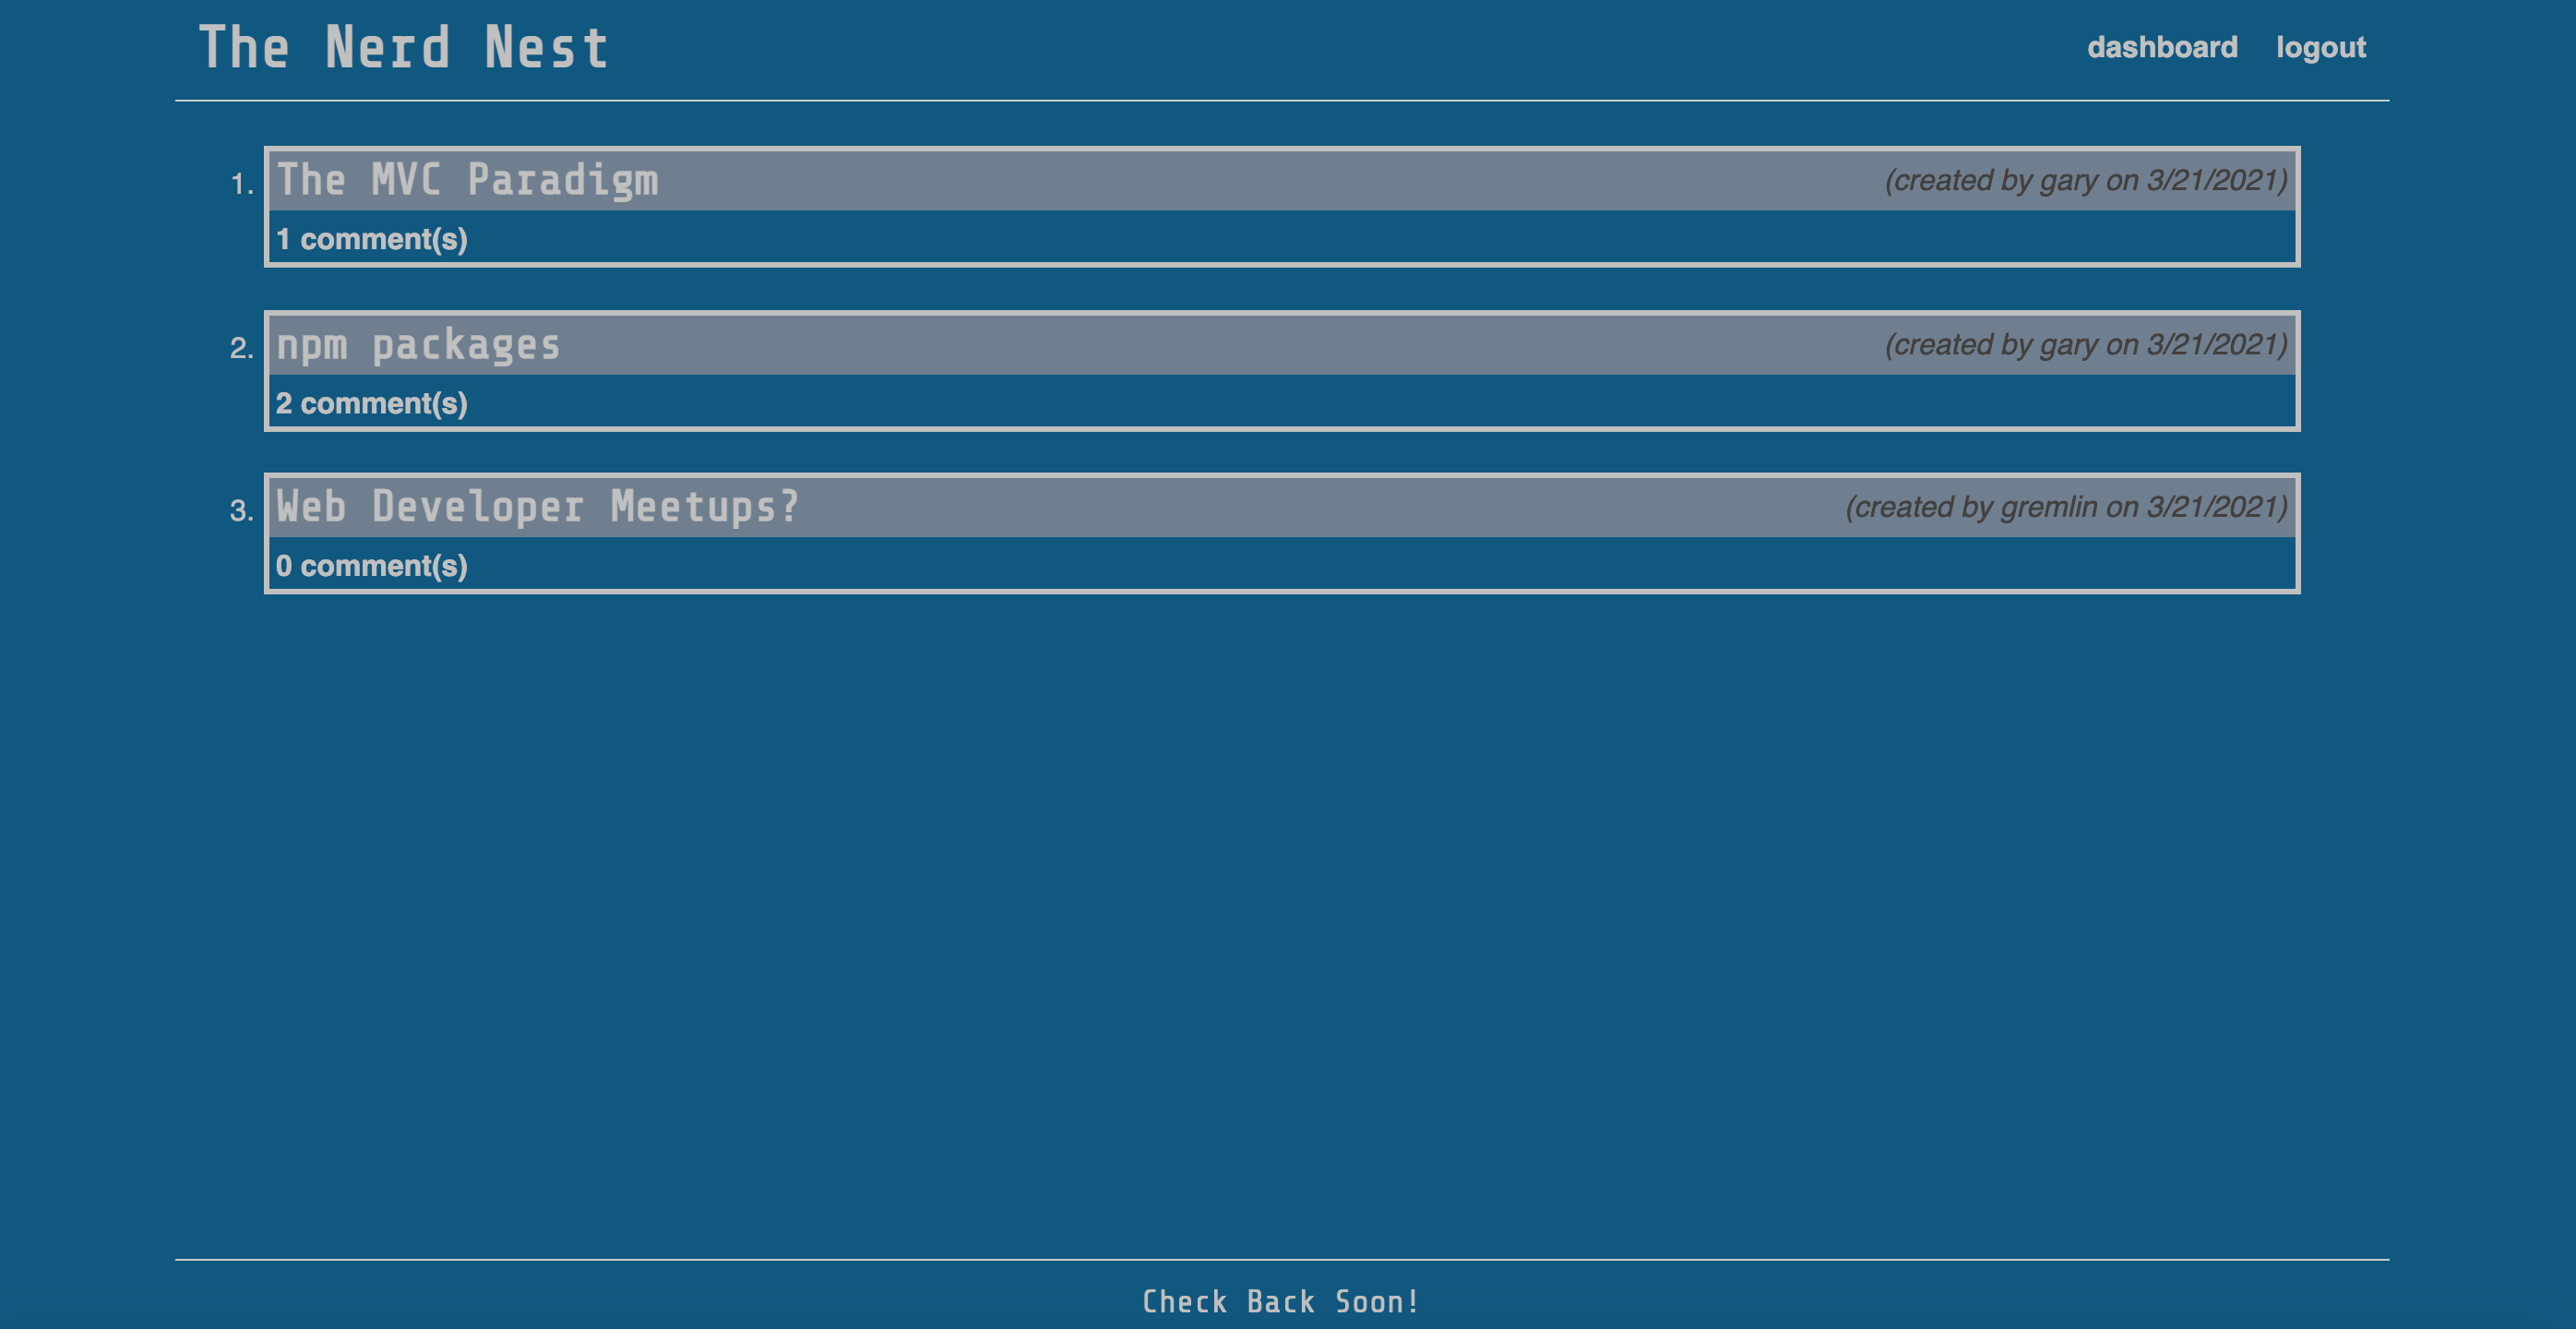 The Nerd Nest dashboard logout
1. The MVC Paradigm (created by gary on 3/21/2021)
1 comment(s)
2. npm packages (created by gary on 3/21/2021)
2 comment(s)
3. Web Developer Meetups? (created by gremlin on 3/21/2021)
0 comment(s)
Check Back Soon!